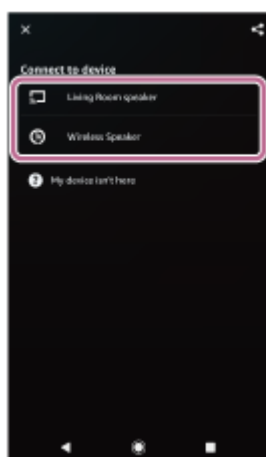 Connect to device
Living Room speaker
Wireless Speaker
My device isn't here